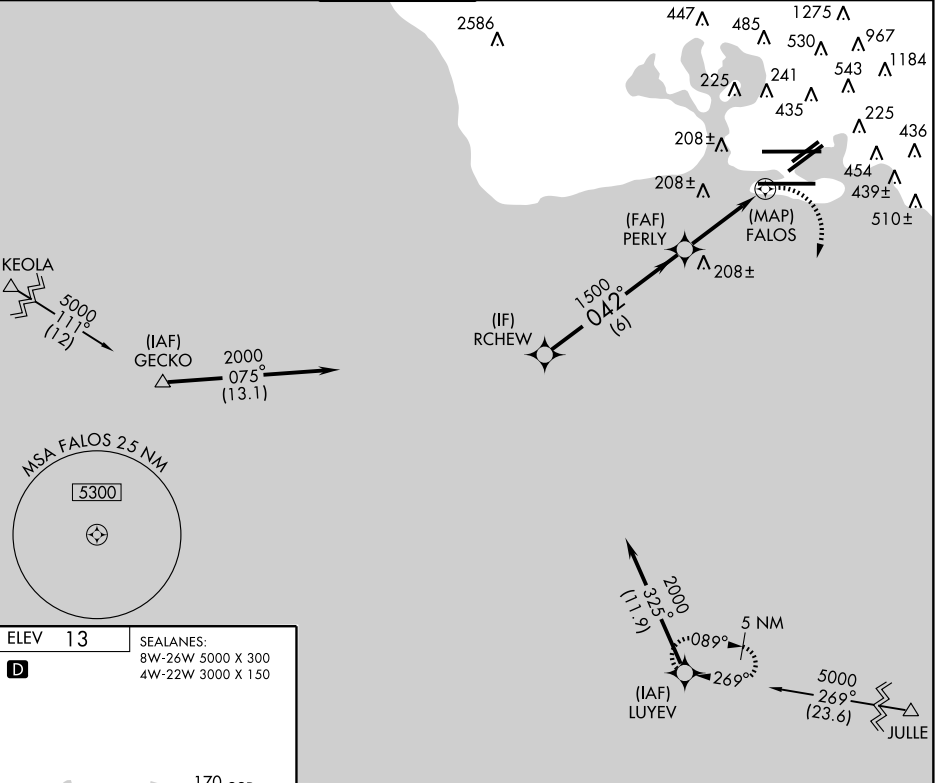 2586
447
485
1275
530
967
1184
543
225
241
435
225
436
208±
454
439±
208±
510±
(MAP)
FALOS
(FAF)
PERLY
208±
KEOLA
5000
111°
(12)
(IAF)
GECKO
2000
075°
(13.1)
1500
042°
(6)
(IF)
RCHEW
MSA FALOS 25 NM
5300
2000
325°
(11.9)
5 NM
089°
269°
(IAF)
LUYEV
5000
269°
(23.6)
JULLE
ELEV 13
D
SEALANES:
8W-26W 5000 X 300
4W-22W 3000 X 150
170